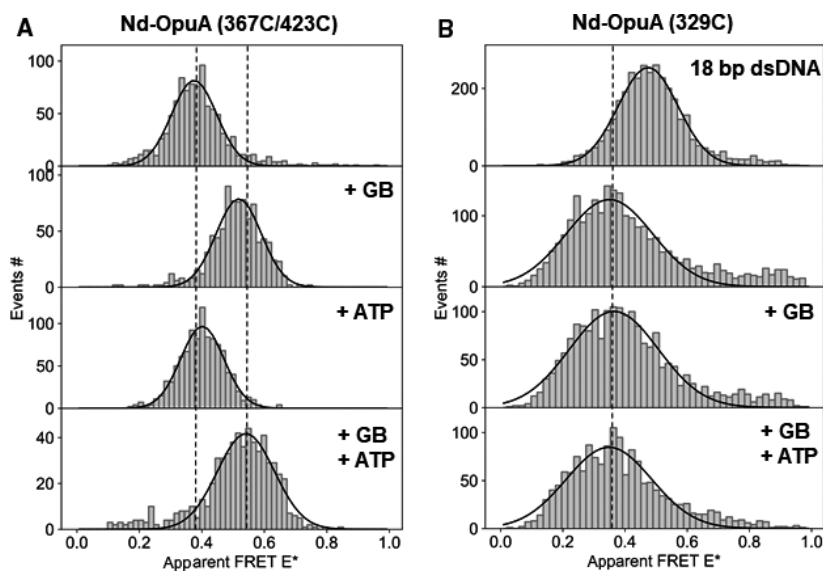 A
Nd-OpuA (367C/423C)
100
50
0
100
+ GB
50
0
+ ATP
100
50
0
+ GB
+ ATP
40
20
0
Events #
0.0 0.2 0.4 0.6 0.8 1.0
Apparent FRET E*
B
Nd-OpuA (329C)
18 bp dsDNA
200
0
100
0
+ GB
100
50
0
+ GB
+ ATP
100
50
0
Events #
0.0 0.2 0.4 0.6 0.8 1.0
Apparent FRET E*